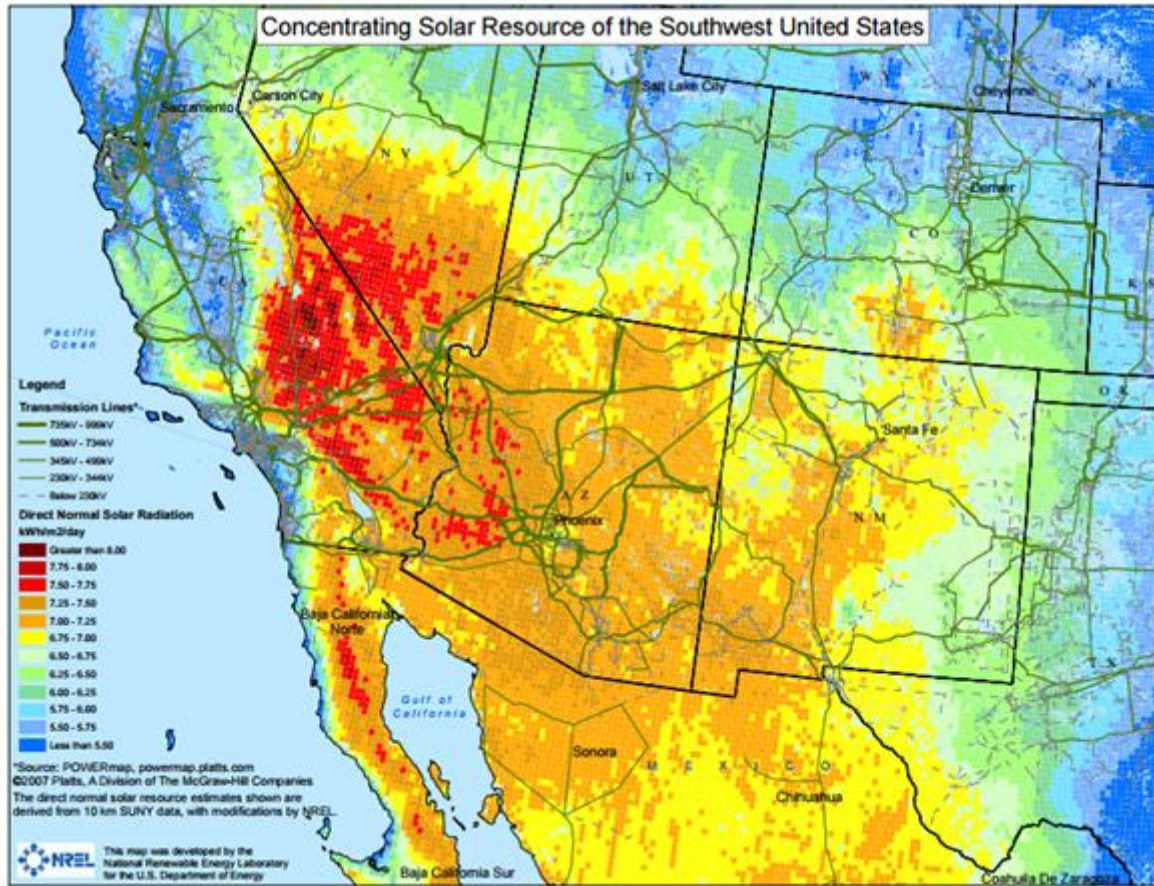 Concentrating Solar Resource of the Southwest United States
W Y
N E
Salt Lake City
Cheyenne
Carson City
Sacramento
N V
U T
Denver
C O
K S
C A
Pacific
Ocean
O K
Santa Fe
A Z
Phoenix
N M
T X
Legend
Transmission Lines*
735kV - 999kV
500kV - 734kV
345kV - 499kV
230kV - 344kV
Below 230kV
Direct Normal Solar Radiation
kWh/m2/day
Greater than 8.00
7.75 - 8.00
7.50 - 7.75
7.25 - 7.50
7.00 - 7.25
6.75 - 7.00
6.50 - 6.75
6.25 - 6.50
6.00 - 6.25
5.75 - 6.00
5.50 - 5.75
Less than 5.50
Baja California
Norte
Gulf of
California
Sonora
M E X I C O
Chihuahua
*Source: POWERmap, powermap.platts.com
©2007 Platts, A Division of The McGraw-Hill Companies
The direct normal solar resource estimates shown are
derived from 10 km SUNY data, with modifications by NREL.
NREL
This map was developed by the
National Renewable Energy Laboratory
for the U.S. Department of Energy
Baja California Sur
Coahuila De Zaragoza